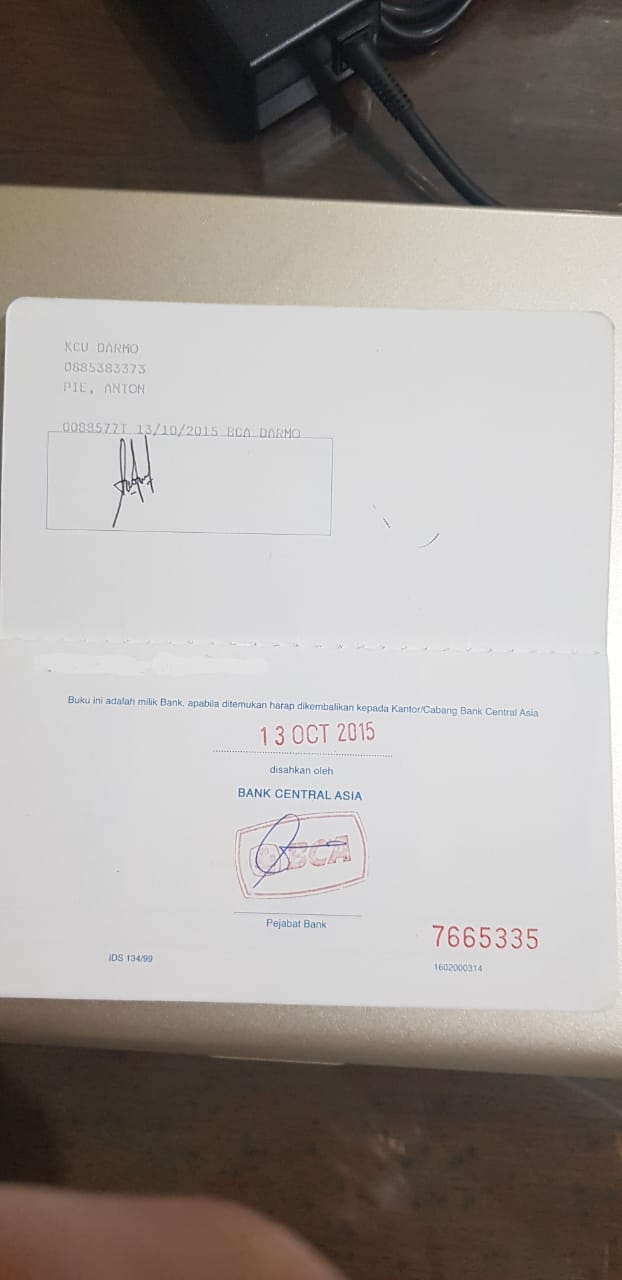 KCU DARMO
0885383373
PIE, ANTON
0088577T 13/10/2015 BCA DARMO
Buku ini adalah milik Bank, apabila ditemukan harap dikembalikan kepada Kantor/Cabang Bank Central Asia
13 OCT 2015
disahkan oleh
BANK CENTRAL ASIA
BCA
Pejabat Bank
7665335
IDS 134/99
1602000314